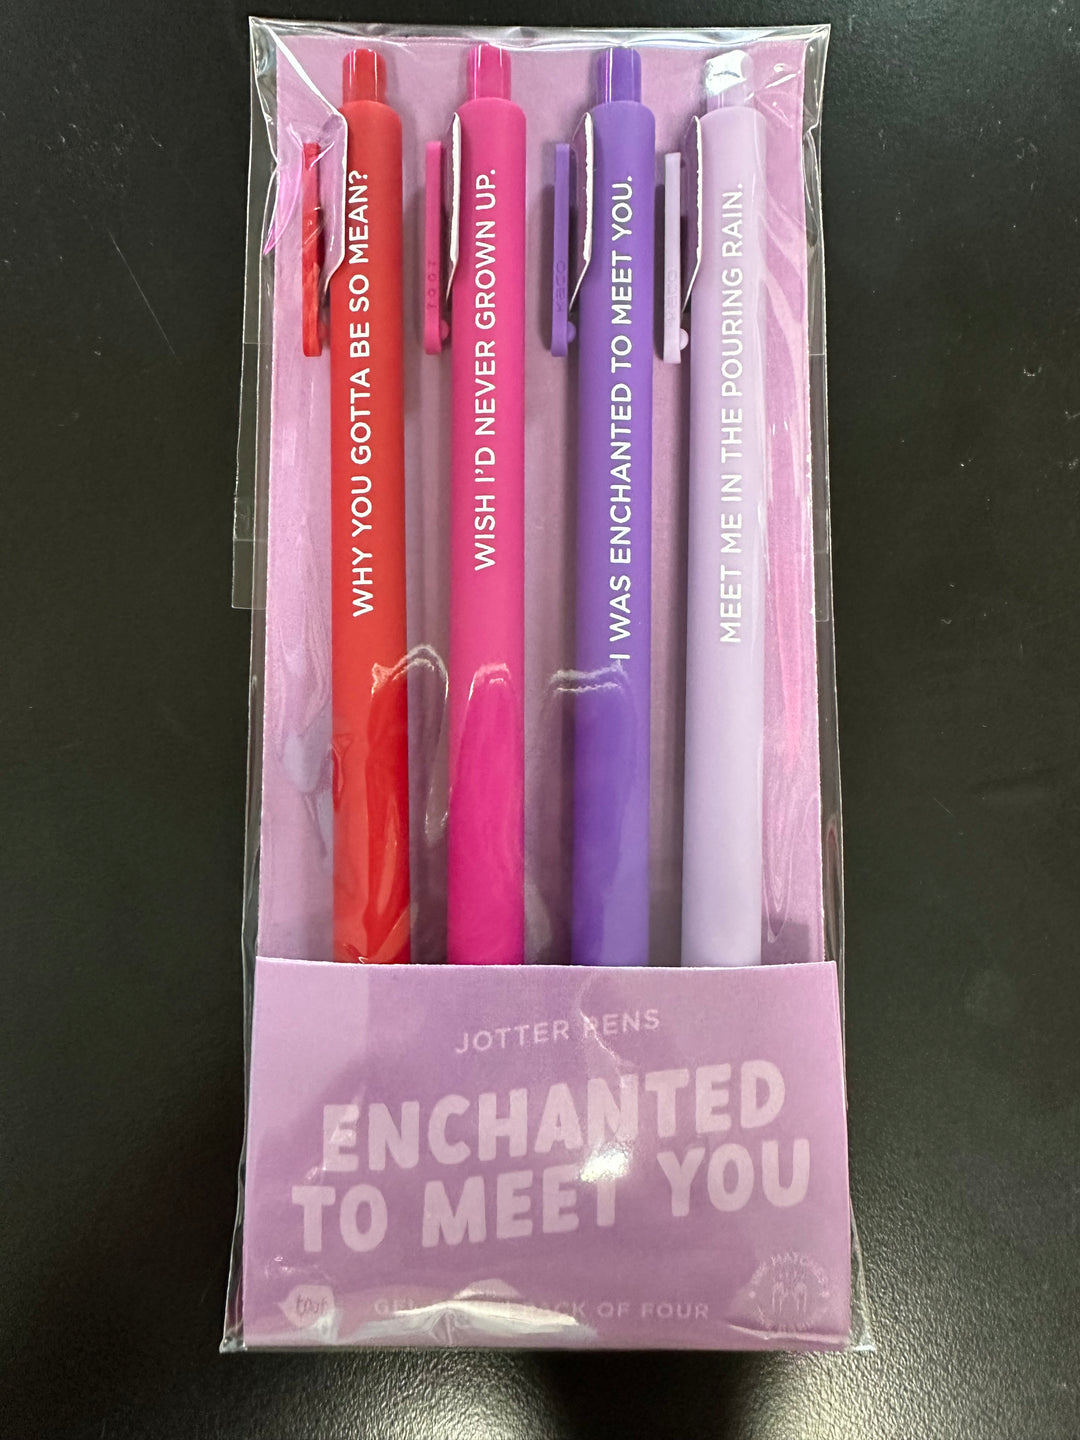 WHY YOU GOTTA BE SO MEAN?
WISH I'D NEVER GROWN UP.
I WAS ENCHANTED TO MEET YOU.
MEET ME IN THE POURING RAIN.
KACO
JOTTER PENS
ENCHANTED
TO MEET YOU
PACK OF FOUR